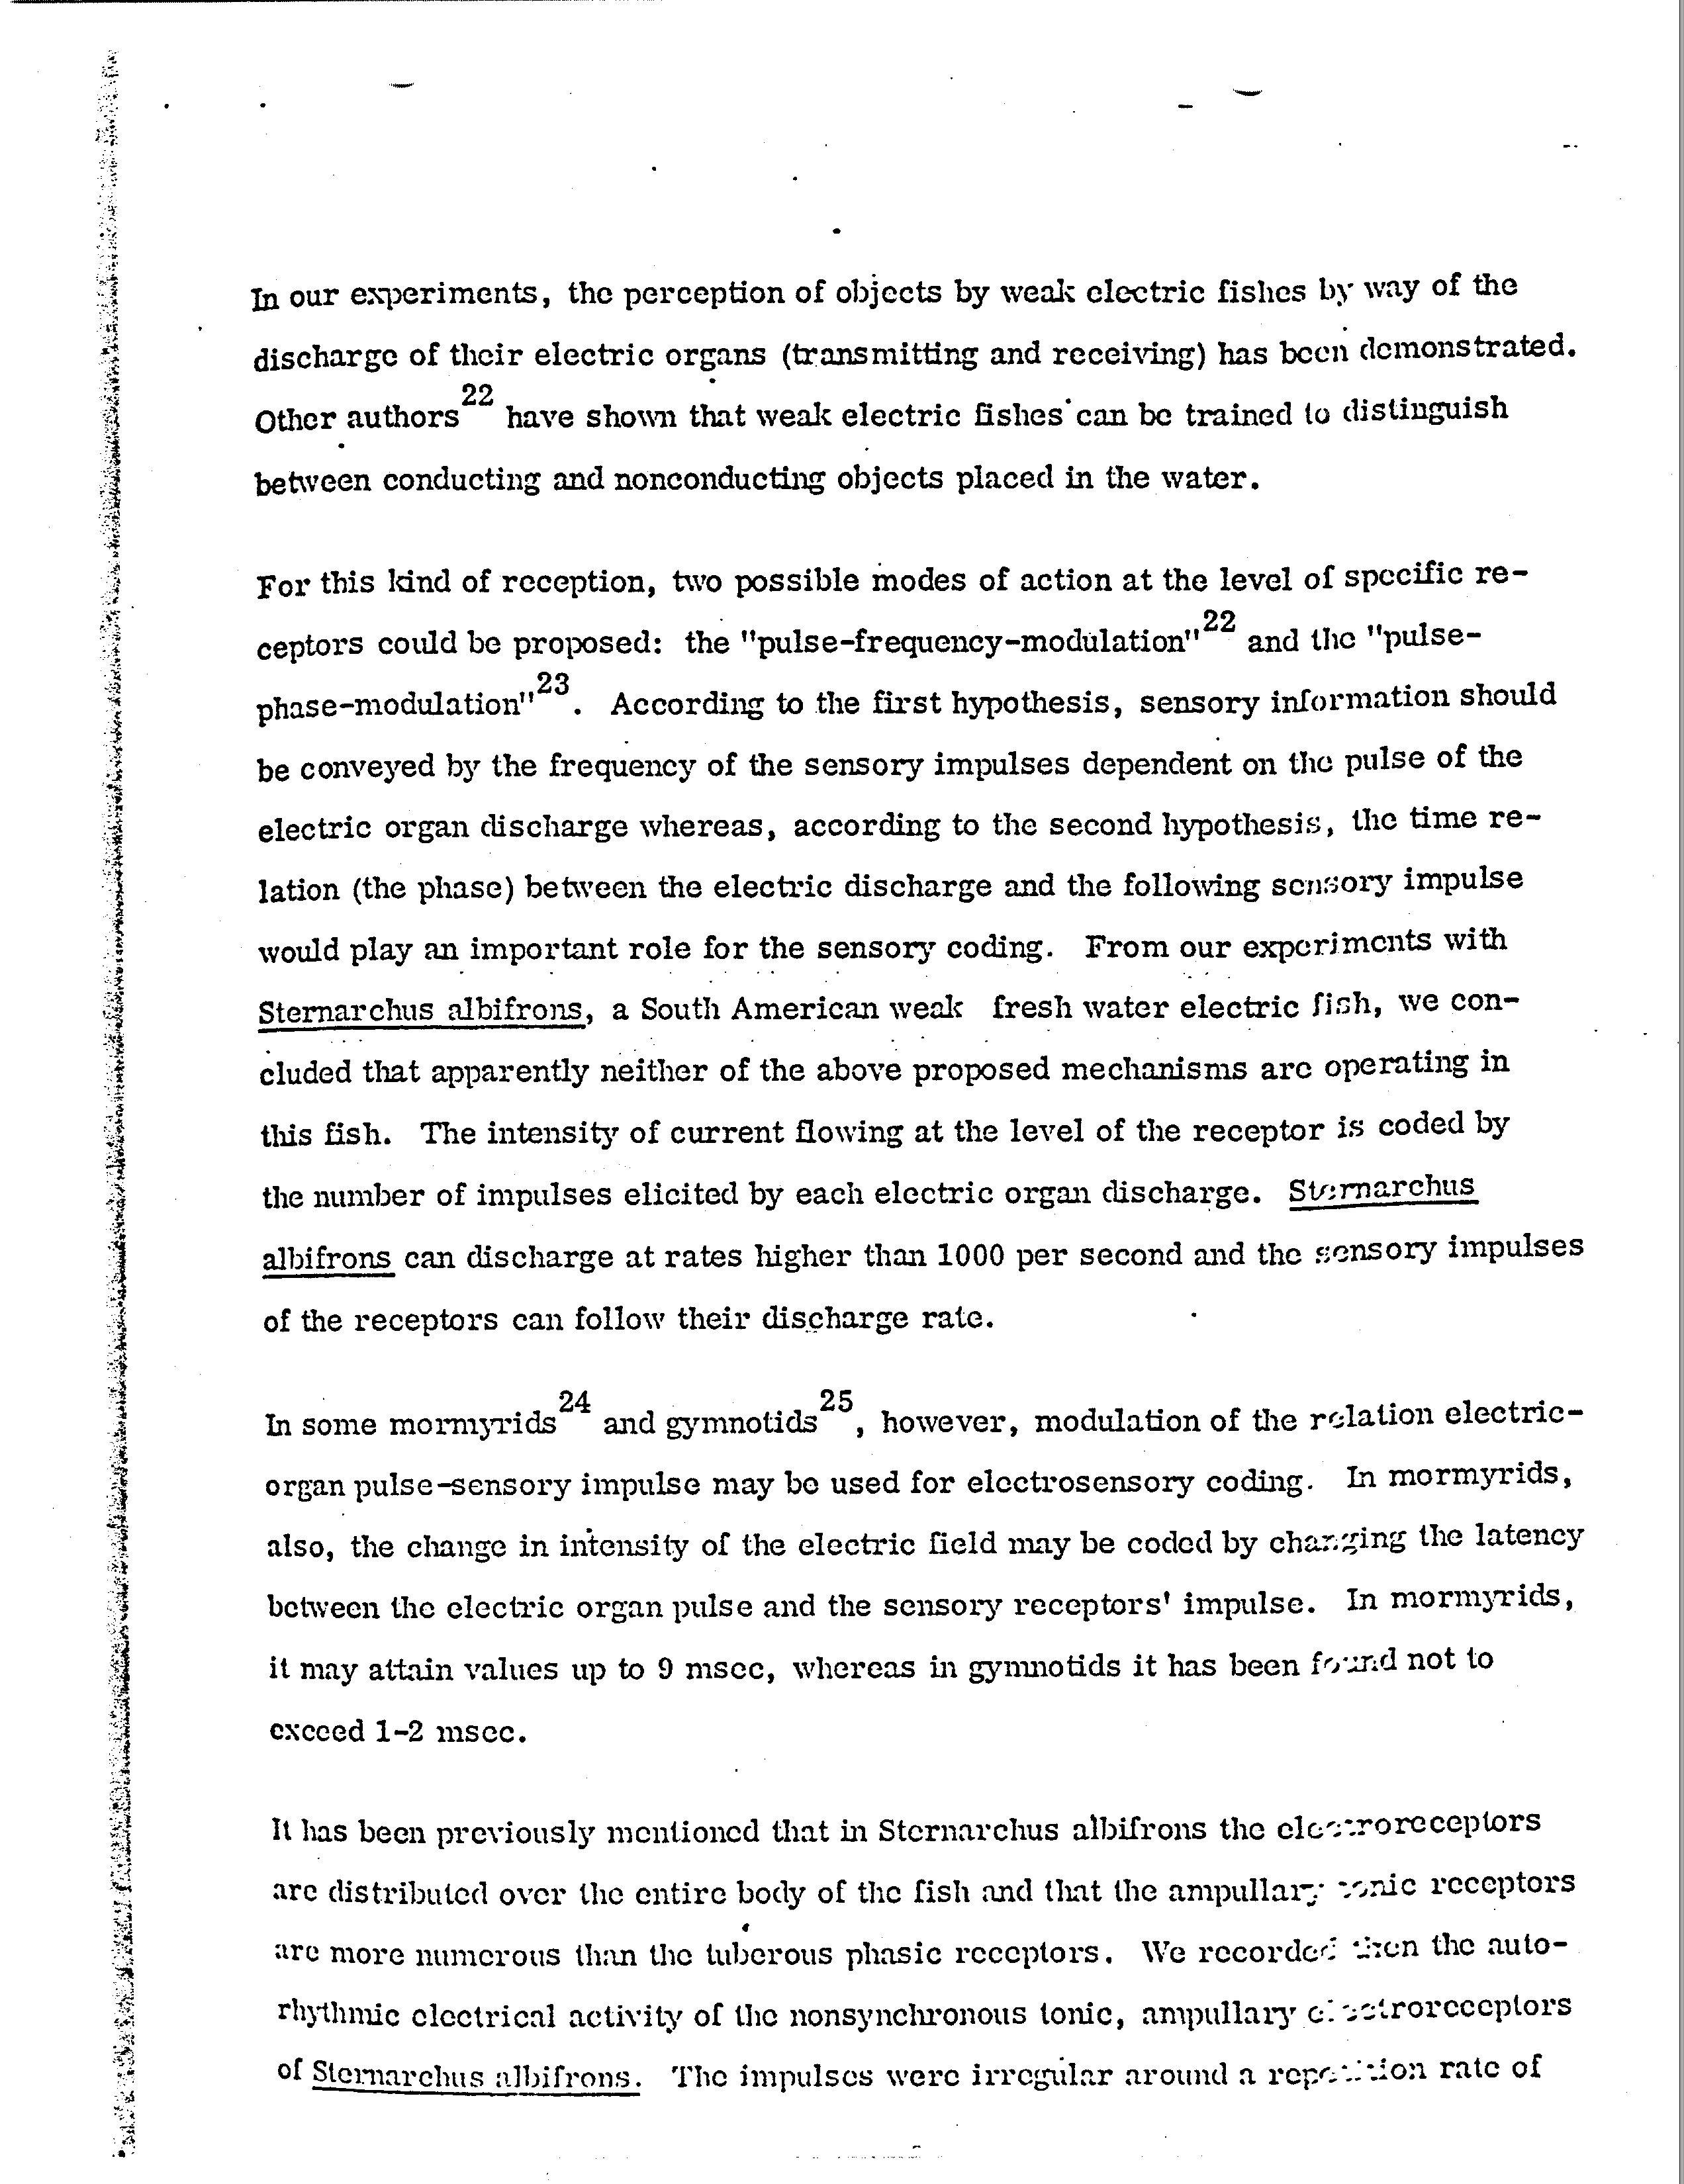 In our experiments, the perception of objects by weak electric fishes by way of the
discharge of their electric organs (transmitting and receiving) has been demonstrated.
Other authors22 have shown that weak electric fishes can be trained to distinguish
between conducting and nonconducting objects placed in the water.
For this kind of reception, two possible modes of action at the level of specific re-
ceptors could be proposed: the "pulse-frequency-modulation"22 and the "pulse-
phase-modulation"23. According to the first hypothesis, sensory information should
be conveyed by the frequency of the sensory impulses dependent on the pulse of the
electric organ discharge whereas, according to the second hypothesis, the time re-
lation (the phase) between the electric discharge and the following sensory impulse
would play an important role for the sensory coding. From our experiments with
Sternarchus albifrons, a South American weak fresh water electric fish, we con-
cluded that apparently neither of the above proposed mechanisms are operating in
this fish. The intensity of current flowing at the level of the receptor is coded by
the number of impulses elicited by each electric organ discharge. Sternarchus
albifrons can discharge at rates higher than 1000 per second and the sensory impulses
of the receptors can follow their discharge rate.
In some mormyrids24 and gymnotids25, however, modulation of the relation electric-
organ pulse-sensory impulse may be used for electrosensory coding. In mormyrids,
also, the change in intensity of the electric field may be coded by changing the latency
between the electric organ pulse and the sensory receptors' impulse. In mormyrids,
it may attain values up to 9 msec, whereas in gymnotids it has been found not to
exceed 1-2 msec.
It has been previously mentioned that in Sternarchus albifrons the electroreceptors
are distributed over the entire body of the fish and that the ampullary tonic receptors
are more numerous than the tuberous phasic receptors. We recorded then the auto-
rhythmic electrical activity of the nonsynchronous tonic, ampullary electroreceptors
of Sternarchus albifrons. The impulses were irregular around a repetition rate of